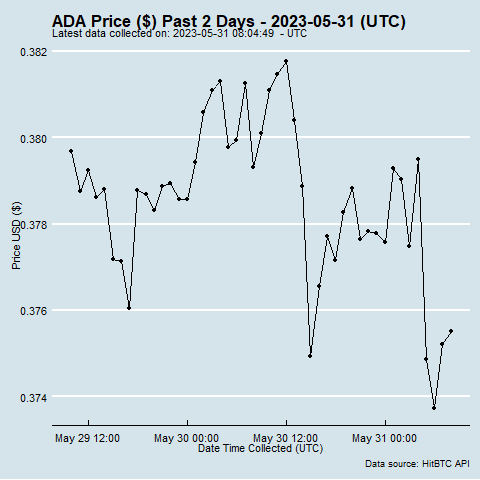 ADA Price ($) Past 2 Days - 2023-05-31 (UTC)
Latest data collected on: 2023-05-31 08:04:49 - UTC
0.382
0.380
0.378
0.376
0.374
Price USD ($)
May 29 12:00 May 30 00:00 May 30 12:00 May 31 00:00
Date Time Collected (UTC)
Data source: HitBTC API